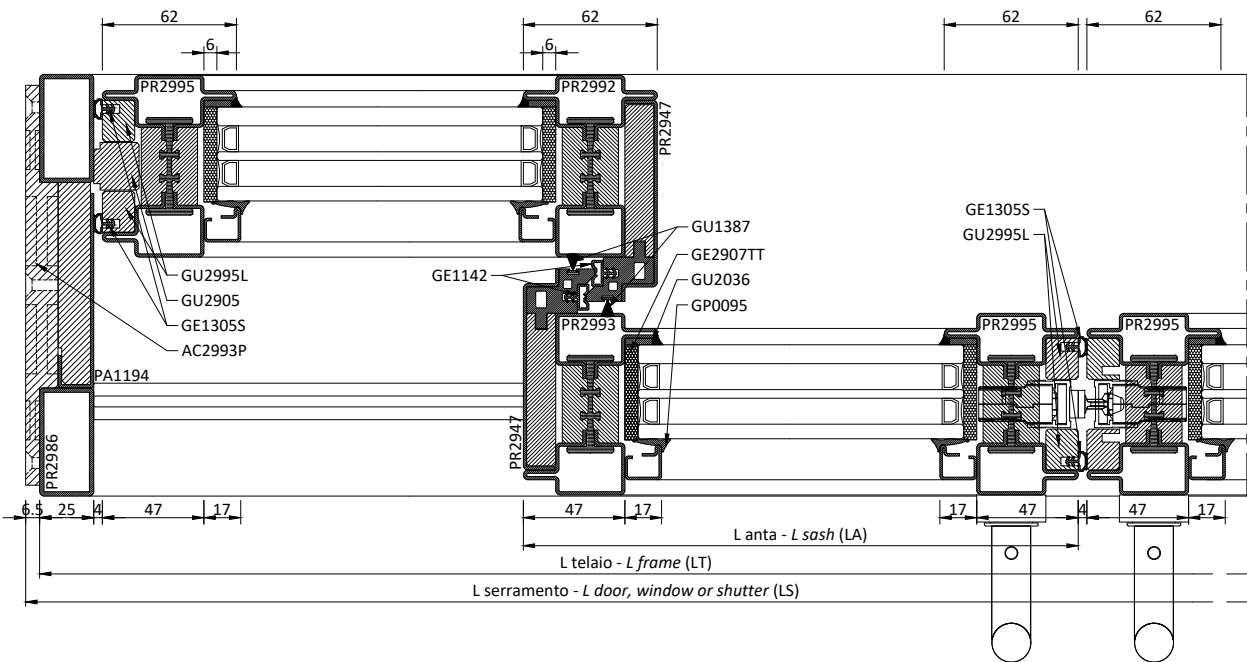 62 62 62 62
6 6
PR2995
PR2992
PR2947
GU1387
GE2907TT
GU2036
GP0095
GE1142
GU2995L
GU2905
GE1305S
AC2993P
GE1305S
GU2995L
PR2993
PR2995 PR2995
PA1194
PR2986
PR2947
6.5 25 4 47 17 47 17 17 47 4 47 17
L anta - L sash (LA)
L telaio - L frame (LT)
L serramento - L door, window or shutter (LS)